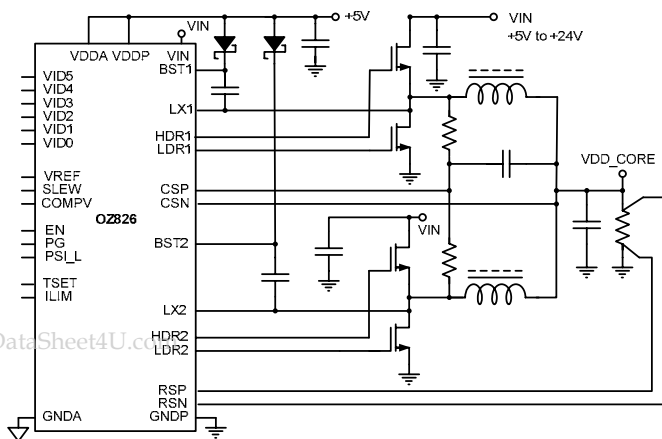 +5V
VIN
VIN
+5V to +24V
VDDA VDDP VIN
BST1
VID5
VID4
VID3
VID2
VID1
VID0
LX1
HDR1
LDR1
VREF
SLEW
COMPV
CSP
CSN
VDD_CORE
OZ826
EN
PG
PSI_L
BST2
VIN
TSET
ILIM
LX2
HDR2
LDR2
DataSheet4U.com
RSP
RSN
GNDA
GNDP